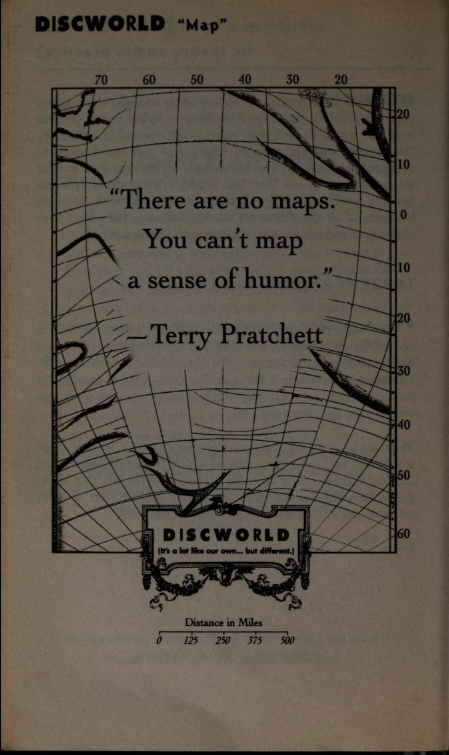 DISCWORLD "Map"
70 60 50 40 30 20
20
10
0
10
20
30
40
50
60
"There are no maps.
You can't map
a sense of humor."
—Terry Pratchett
DISCWORLD
(It's a lot like our own... but different.)
Distance in Miles
0 125 250 375 500